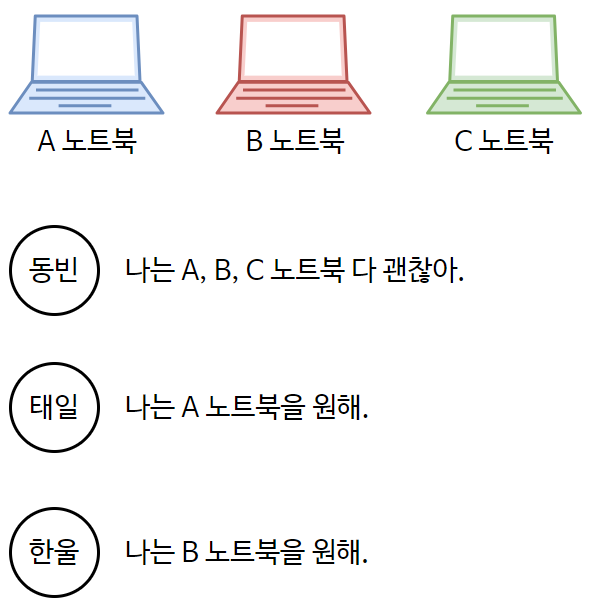 A 노트북 B 노트북 C 노트북
동빈 나는 A, B, C 노트북 다 괜찮아.
태일 나는 A 노트북을 원해.
한울 나는 B 노트북을 원해.